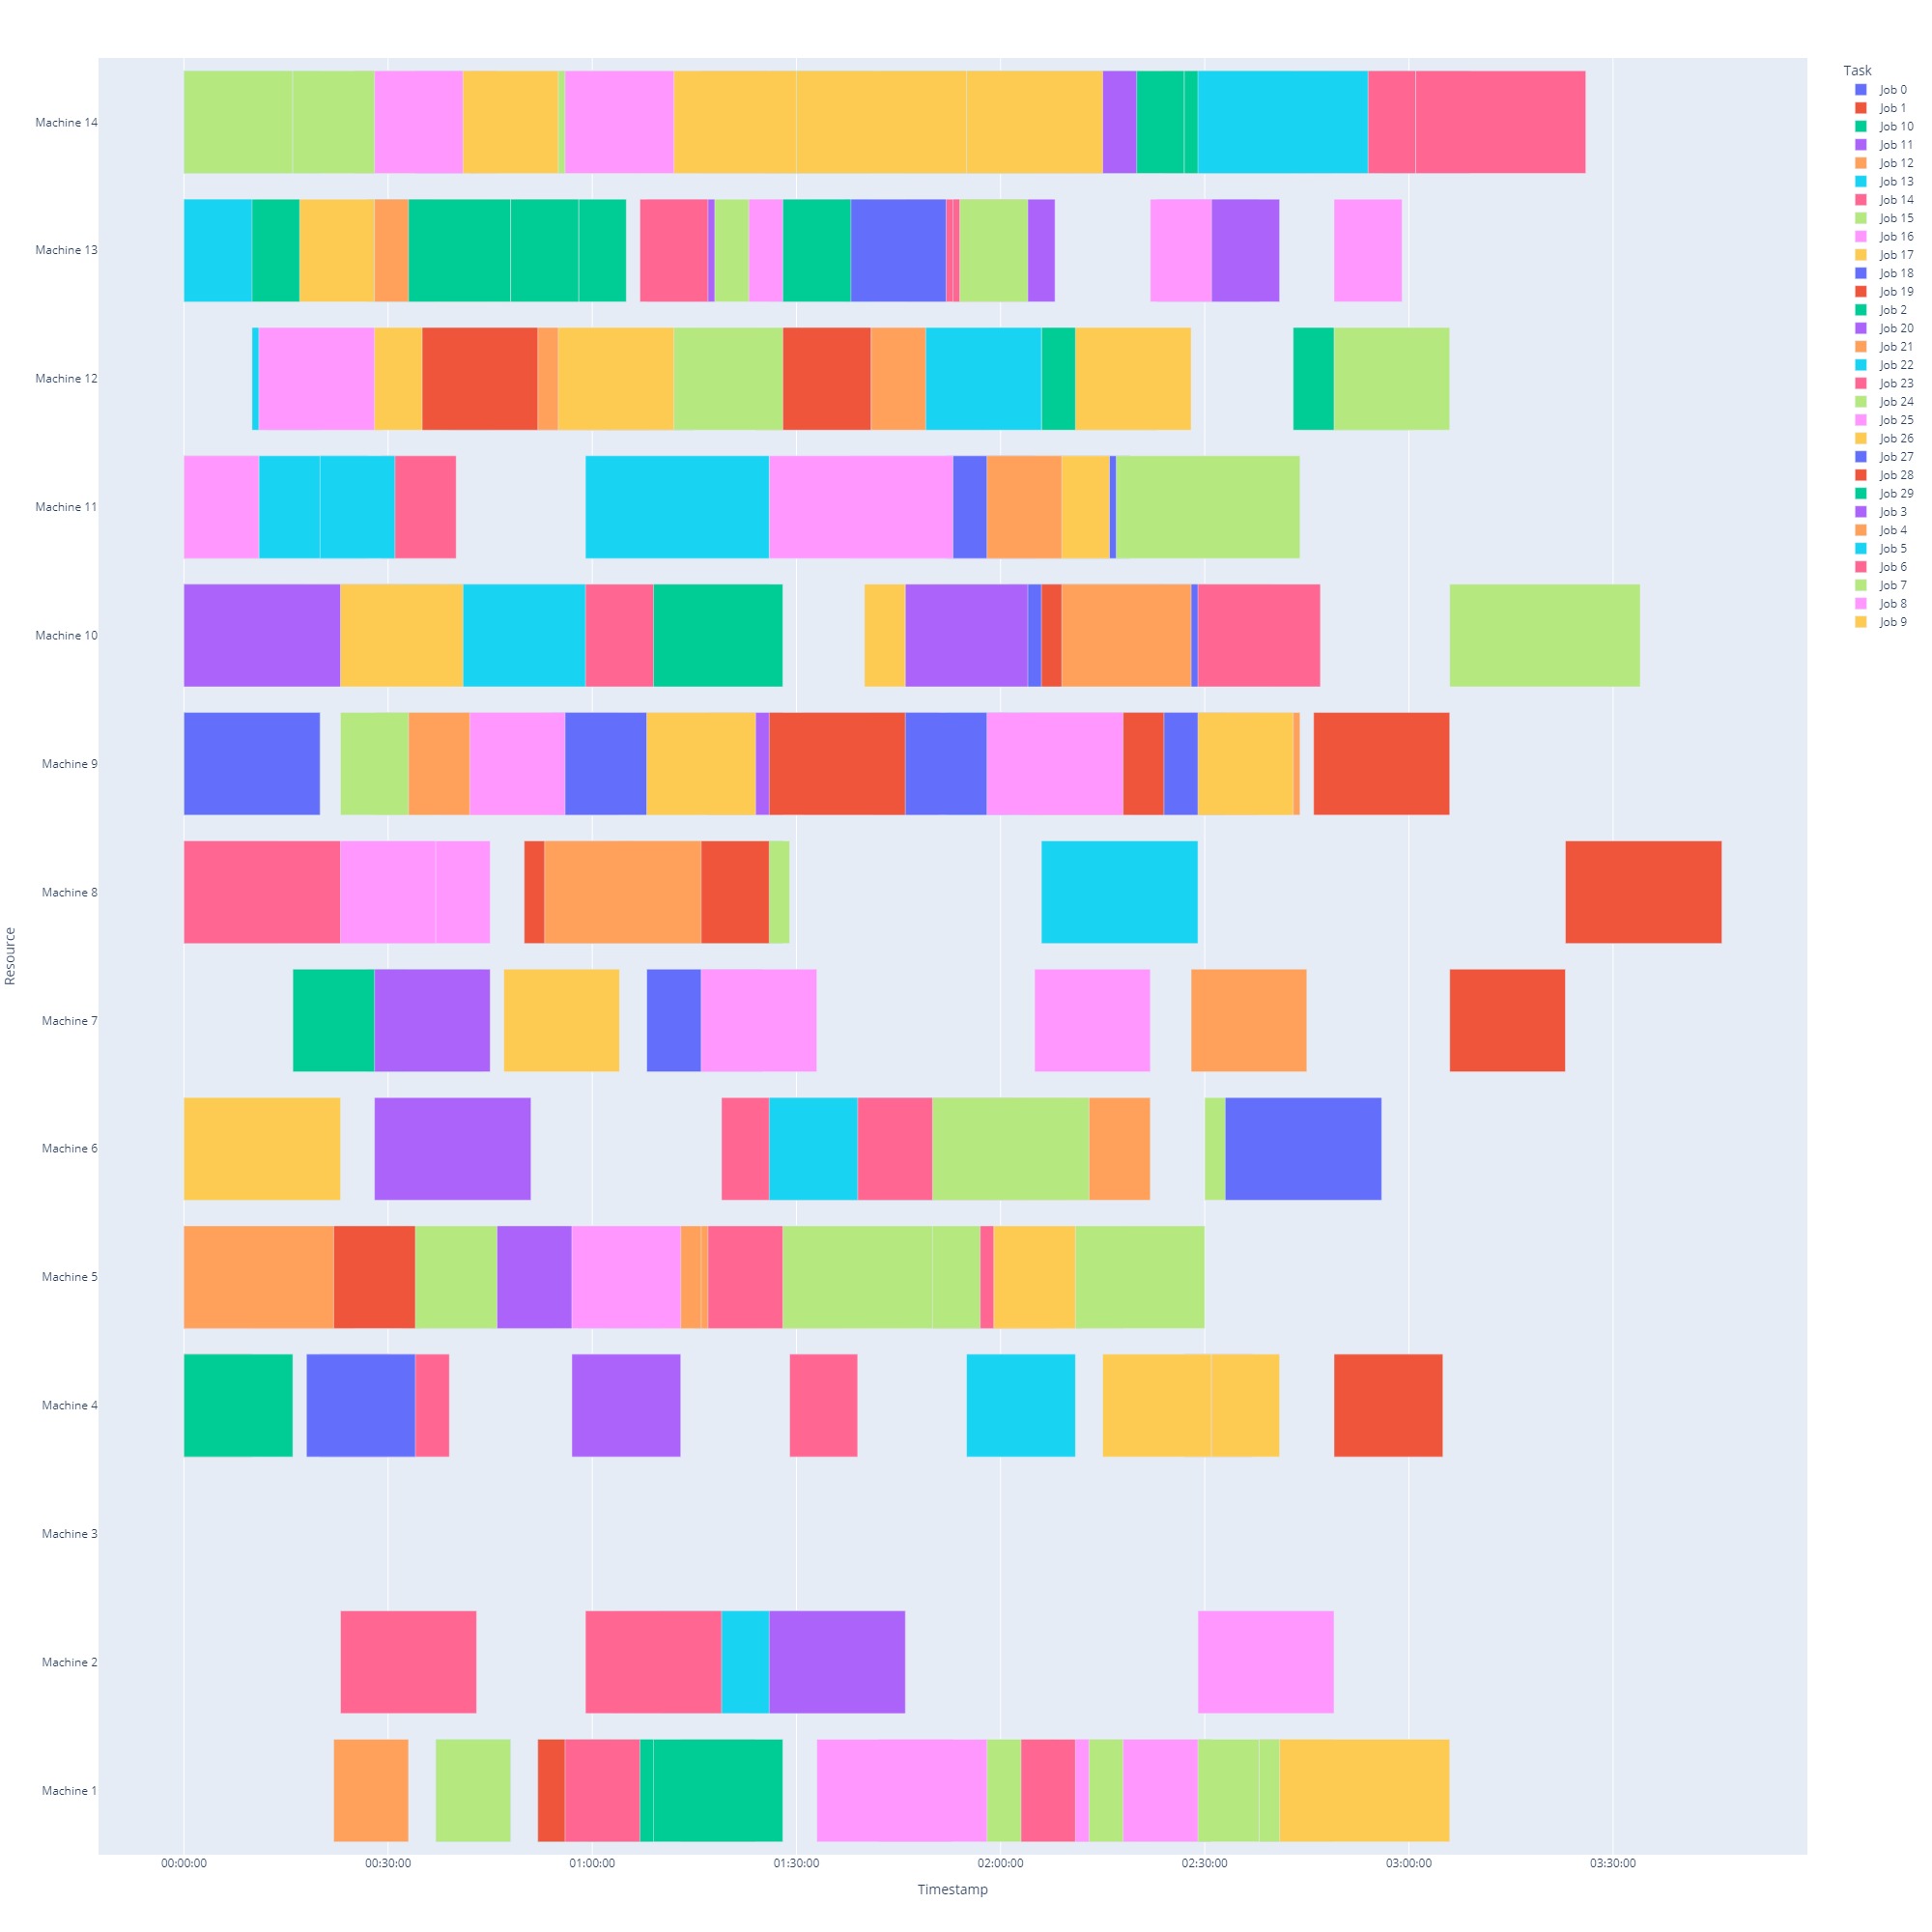 Task
Job 0
Job 1
Job 10
Job 11
Job 12
Job 13
Job 14
Job 15
Job 16
Job 17
Job 18
Job 19
Job 2
Job 20
Job 21
Job 22
Job 23
Job 24
Job 25
Job 26
Job 27
Job 28
Job 29
Job 3
Job 4
Job 5
Job 6
Job 7
Job 8
Job 9
Machine 14
Machine 13
Machine 12
Machine 11
Machine 10
Machine 9
Machine 8
Machine 7
Machine 6
Machine 5
Machine 4
Machine 3
Machine 2
Machine 1
Resource
00:00:00 00:30:00 01:00:00 01:30:00 02:00:00 02:30:00 03:00:00 03:30:00
Timestamp